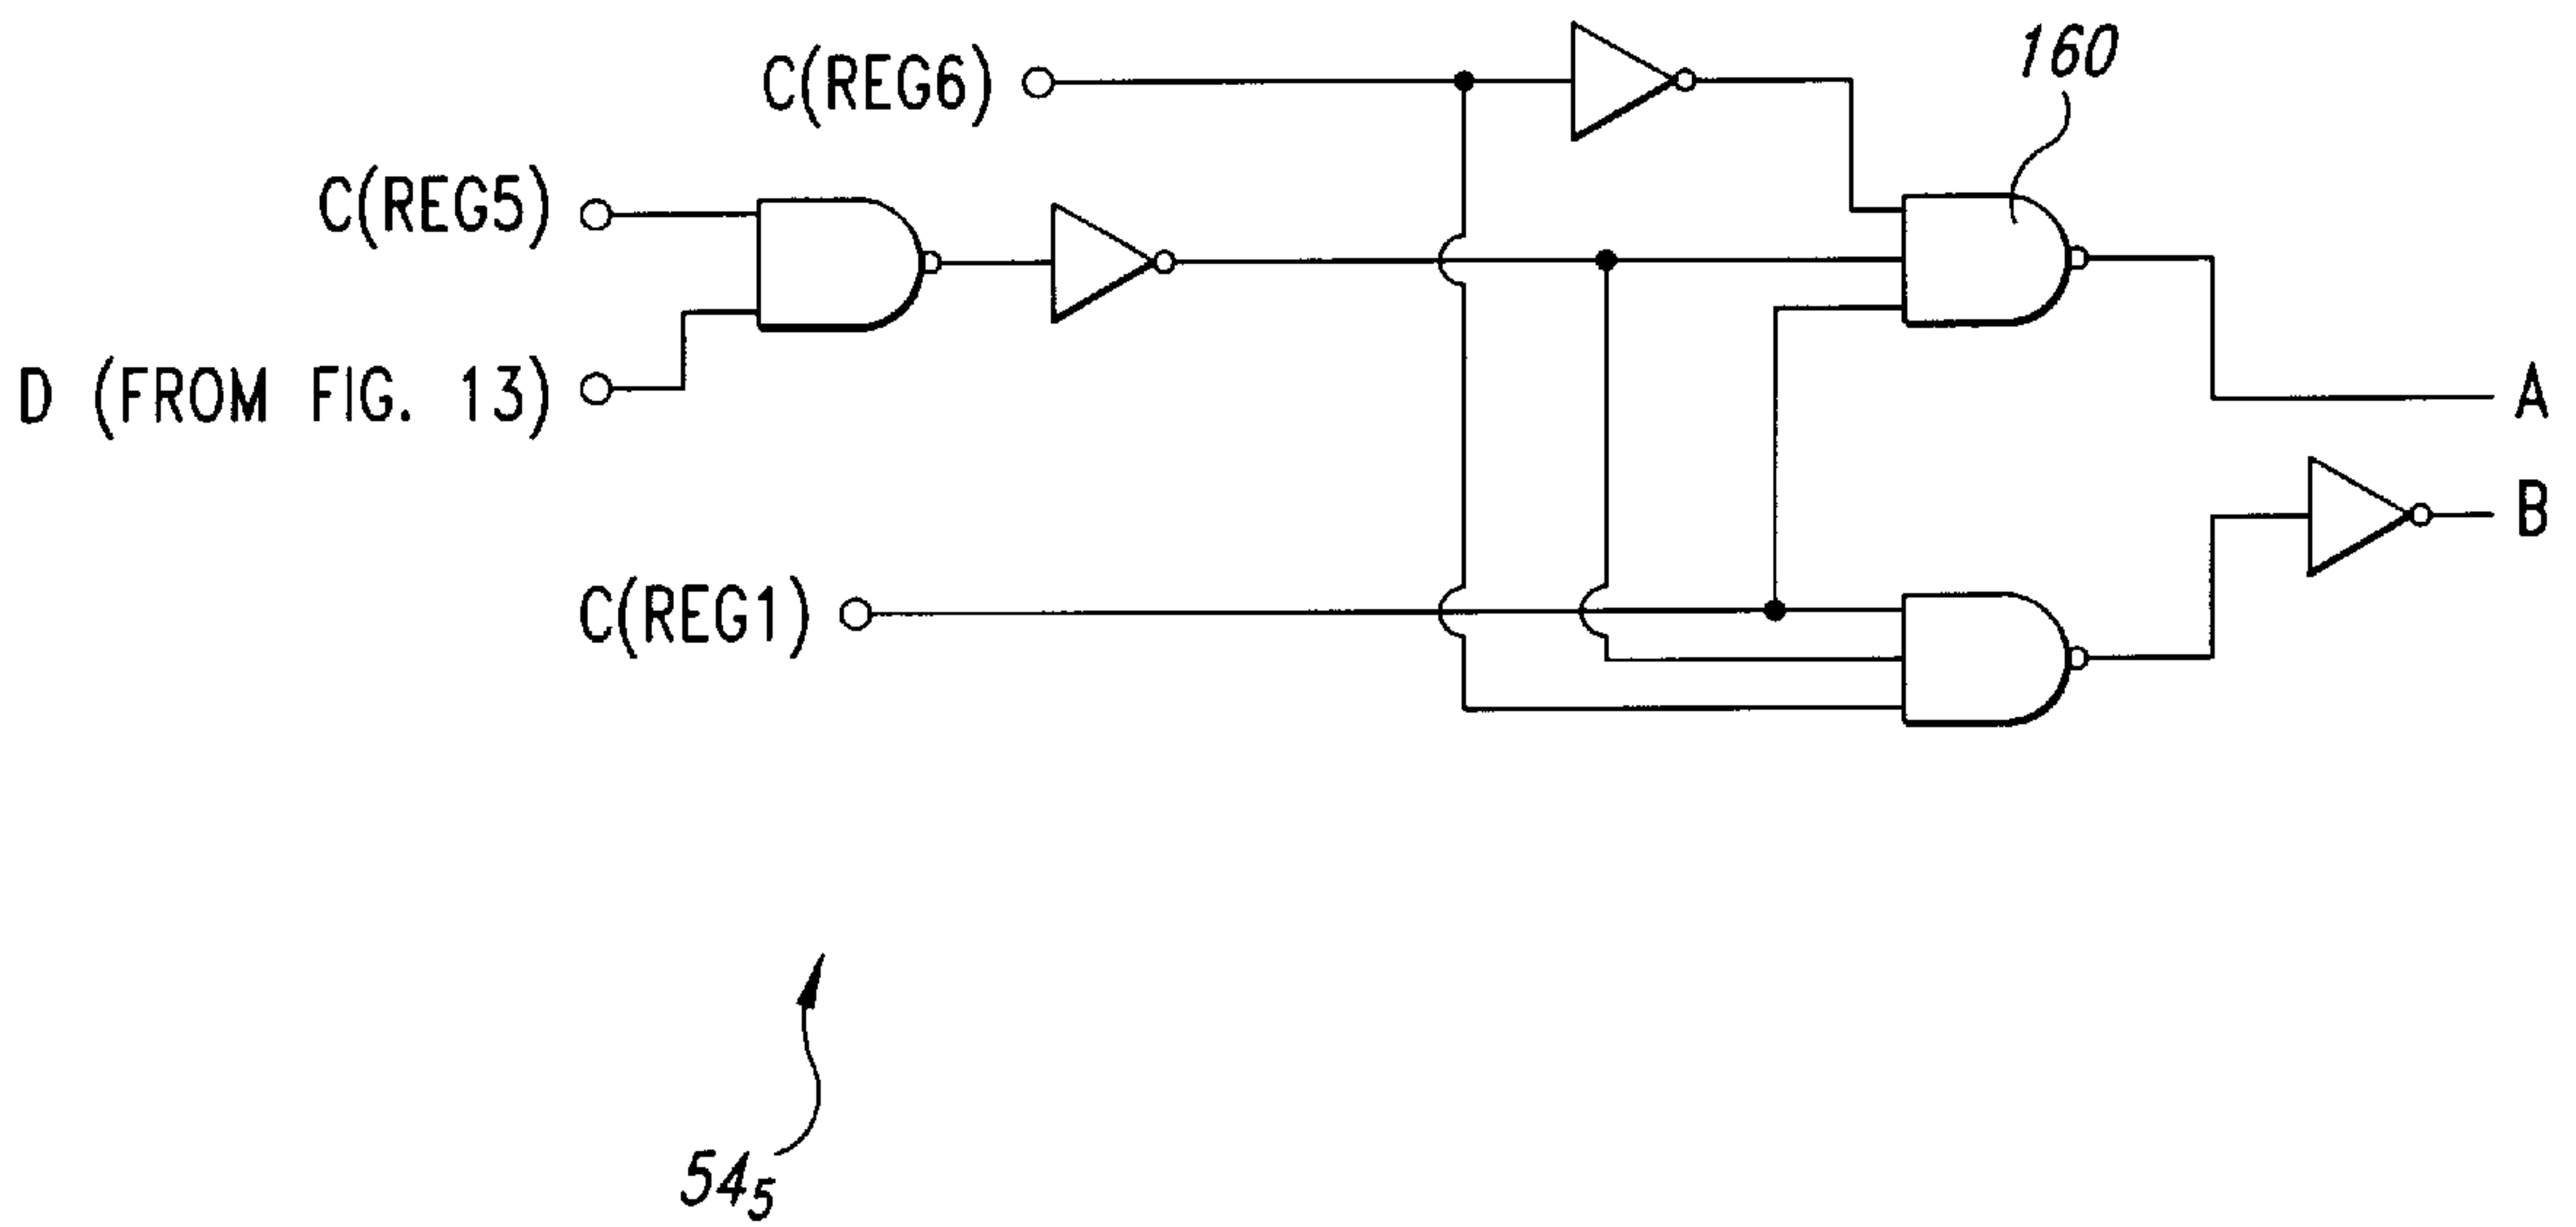 160
C(REG6)
C(REG5)
D (FROM FIG. 13)
A
B
C(REG1)
54₅